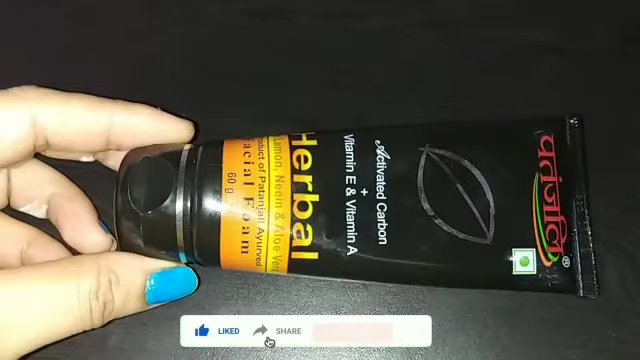 पतंजलि®
Activated Carbon
+
Vitamin E & Vitamin A
Herbal
Lemon, Neem & Aloe Vera
Product of Patanjali Ayurved
Facial Foam
60 g
LIKED
SHARE